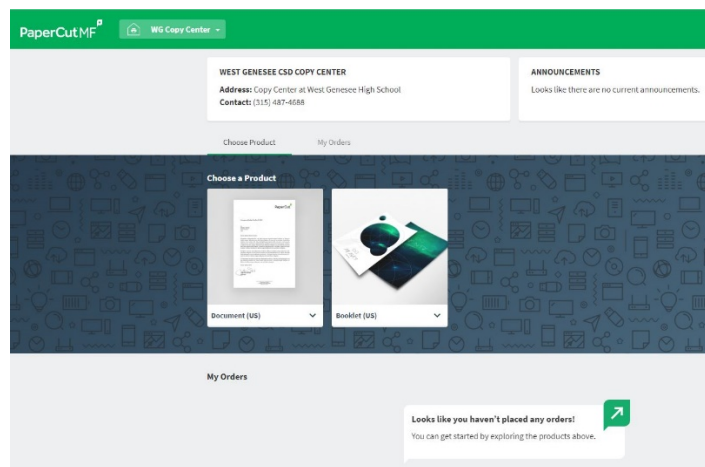 PaperCut MF
WG Copy Center
WEST GENESEE CSD COPY CENTER
Address: Copy Center at West Genesee High School
Contact: (315) 487-4688
ANNOUNCEMENTS
Looks like there are no current announcements.
Choose Product
My Orders
Choose a Product
PaperCut
Document (US)
Booklet (US)
My Orders
Looks like you haven't placed any orders!
You can get started by exploring the products above.